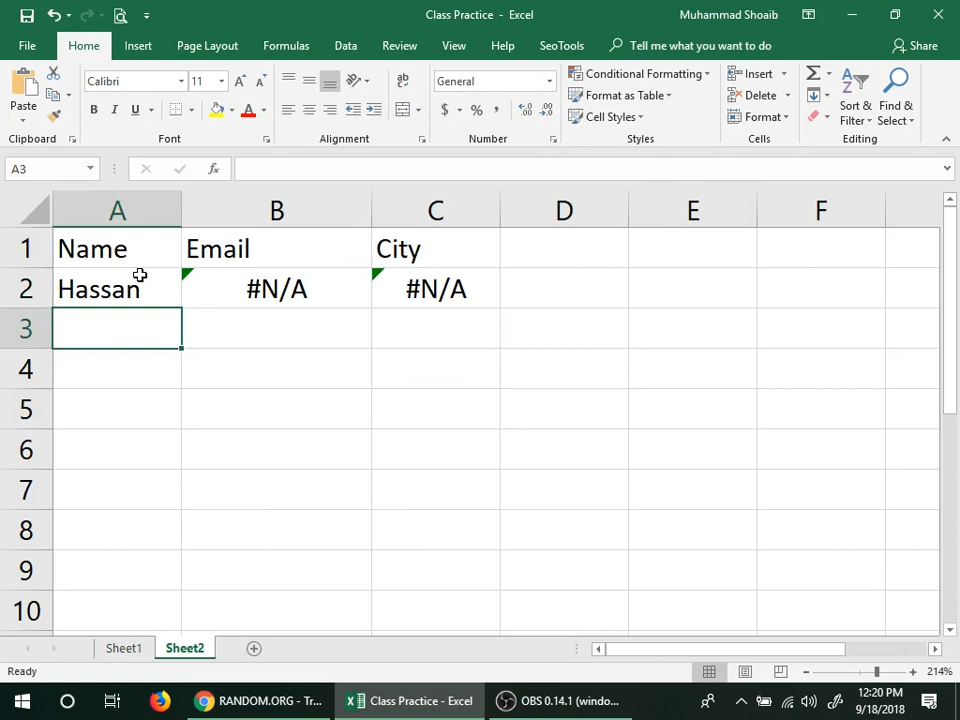 Class Practice - Excel
Muhammad Shoaib
File Home Insert Page Layout Formulas Data Review View Help SeoTools Tell me what you want to do Share
Paste
Calibri 11
B I U
General
$ % ,
Conditional Formatting
Format as Table
Cell Styles
Insert
Delete
Format
Sort & Filter
Find & Select
Clipboard Font Alignment Number Styles Cells Editing
A3 fx
A B C D E F
1 Name Email City
2 Hassan #N/A #N/A
3
4
5
6
7
8
9
10
Sheet1 Sheet2
Ready 214%
RANDOM.ORG - Tr... Class Practice - Excel OBS 0.14.1 (windo...
12:20 PM
9/18/2018